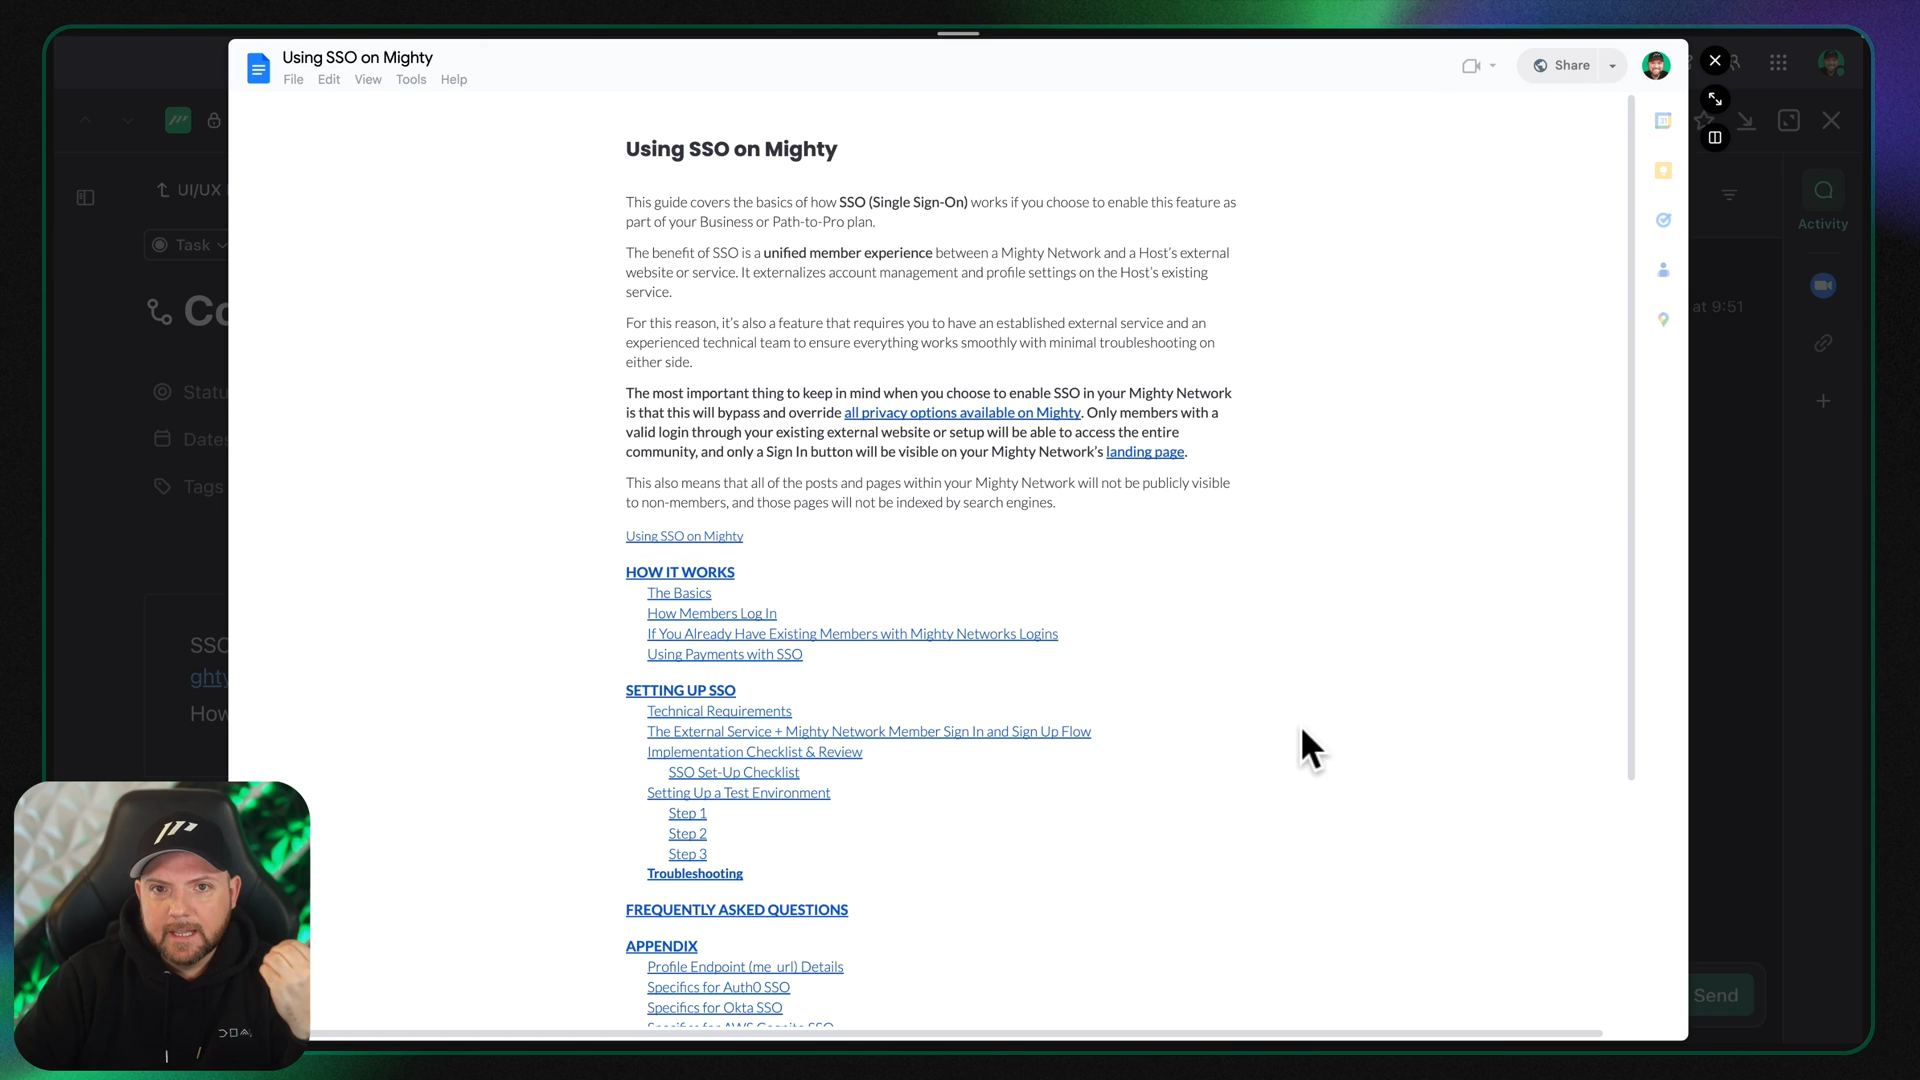 Using SSO on Mighty
File Edit View Tools Help
Share
Using SSO on Mighty
This guide covers the basics of how SSO (Single Sign-On) works if you choose to enable this feature as
part of your Business or Path-to-Pro plan.
The benefit of SSO is a unified member experience between a Mighty Network and a Host's external
website or service. It externalizes account management and profile settings on the Host's existing
service.
For this reason, it's also a feature that requires you to have an established external service and an
experienced technical team to ensure everything works smoothly with minimal troubleshooting on
either side.
The most important thing to keep in mind when you choose to enable SSO in your Mighty Network
is that this will bypass and override all privacy options available on Mighty. Only members with a
valid login through your existing external website or setup will be able to access the entire
community, and only a Sign In button will be visible on your Mighty Network's landing page.
This also means that all of the posts and pages within your Mighty Network will not be publicly visible
to non-members, and those pages will not be indexed by search engines.
Using SSO on Mighty
HOW IT WORKS
The Basics
How Members Log In
If You Already Have Existing Members with Mighty Networks Logins
Using Payments with SSO
SETTING UP SSO
Technical Requirements
The External Service + Mighty Network Member Sign In and Sign Up Flow
Implementation Checklist & Review
SSO Set-Up Checklist
Setting Up a Test Environment
Step 1
Step 2
Step 3
Troubleshooting
FREQUENTLY ASKED QUESTIONS
APPENDIX
Profile Endpoint (me_url) Details
Specifics for Auth0 SSO
Specifics for Okta SSO
Specifics for AWS Cognito SSO
UI/UX
Task
Co
Statu
Dates
Tags
SSO
ghty
How
Activity
at 9:51
Send
31